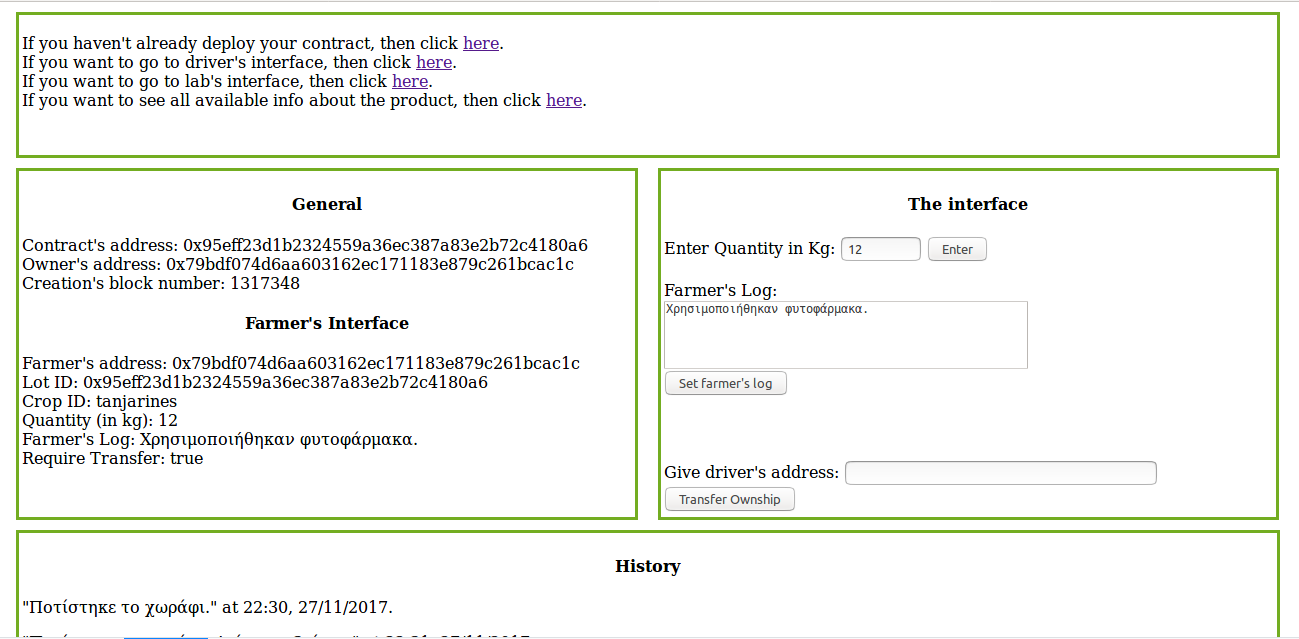 If you haven't already deploy your contract, then click here.
If you want to go to driver's interface, then click here.
If you want to go to lab's interface, then click here.
If you want to see all available info about the product, then click here.
General
Contract's address: 0x95eff23d1b2324559a36ec387a83e2b72c4180a6
Owner's address: 0x79bdf074d6aa603162ec171183e879c261bcac1c
Creation's block number: 1317348
Farmer's Interface
Farmer's address: 0x79bdf074d6aa603162ec171183e879c261bcac1c
Lot ID: 0x95eff23d1b2324559a36ec387a83e2b72c4180a6
Crop ID: tanjarines
Quantity (in kg): 12
Farmer's Log: Χρησιμοποιήθηκαν φυτοφάρμακα.
Require Transfer: true
The interface
Enter Quantity in Kg: 12 Enter
Farmer's Log:
Χρησιμοποιήθηκαν φυτοφάρμακα.
Set farmer's log
Give driver's address:
Transfer Ownship
History
"Ποτίστηκε το χωράφι." at 22:30, 27/11/2017.